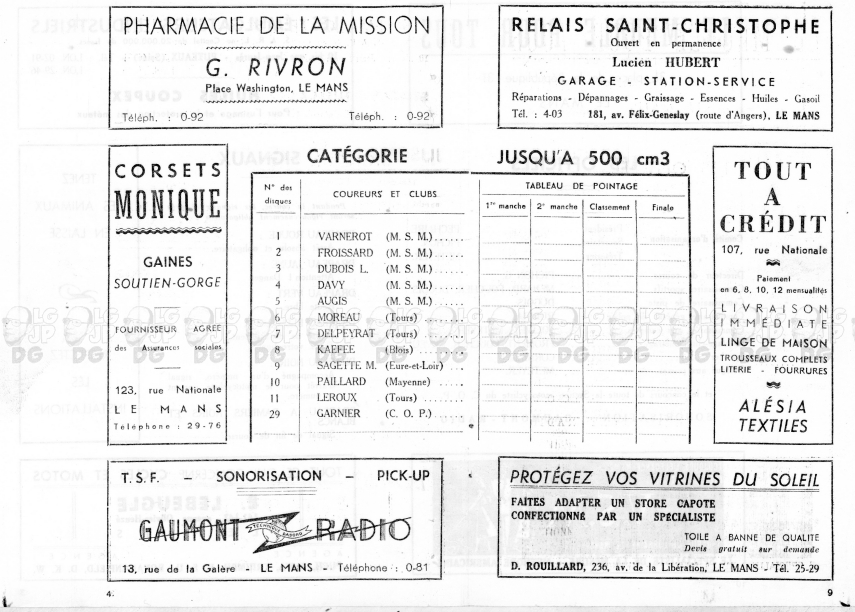 PHARMACIE DE LA MISSION
G. RIVRON
Place Washington, LE MANS
Téléph. : 0-92 Téléph. : 0-92
RELAIS SAINT-CHRISTOPHE
Ouvert en permanence
Lucien HUBERT
GARAGE - STATION-SERVICE
Réparations - Dépannages - Graissage - Essences - Huiles - Gasoil
Tél. : 4-03 181, av. Félix-Geneslay (route d'Angers), LE MANS
CORSETS
MONIQUE
GAINES
SOUTIEN-GORGE
FOURNISSEUR AGRÉÉ
des Assurances sociales
123, rue Nationale
LE MANS
Téléphone : 29-76
CATÉGORIE JUSQU'A 500 cm3
N° des disques COUREURS ET CLUBS TABLEAU DE POINTAGE
1re manche 2e manche Classement Finale
1 VARNEROT (M. S. M.)......
2 FROISSARD (M. S. M.)......
3 DUBOIS L. (M. S. M.)......
4 DAVY (M. S. M.)......
5 AUGIS (M. S. M.)......
6 MOREAU (Tours) ......
7 DELPEYRAT (Tours) ......
8 KAEFEE (Blois) ......
9 SAGETTE M. (Eure-et-Loir) ....
10 PAILLARD (Mayenne) ....
11 LEROUX (Tours) ......
29 GARNIER (C. O. P.)......
TOUT
A
CRÉDIT
107, rue Nationale
Paiement
en 6, 8, 10, 12 mensualités
LIVRAISON
IMMÉDIATE
LINGE DE MAISON
TROUSSEAUX COMPLETS
LITERIE - FOURRURES
ALÉSIA
TEXTILES
T.S.F. - SONORISATION - PICK-UP
GAUMONT RADIO
13, rue de la Galère - LE MANS - Téléphone : 0-81
PROTÉGEZ VOS VITRINES DU SOLEIL
FAITES ADAPTER UN STORE CAPOTE
CONFECTIONNÉ PAR UN SPÉCIALISTE
TOILE A BANNE DE QUALITE
Devis gratuit sur demande
D. ROUILLARD, 236, av. de la Libération, LE MANS - Tél. 25-29
4. 9